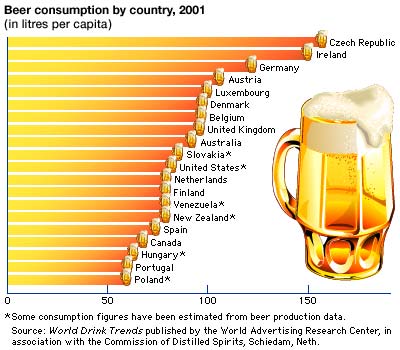 Beer consumption by country, 2001
(in litres per capita)
Czech Republic
Ireland
Germany
Austria
Luxembourg
Denmark
Belgium
United Kingdom
Australia
Slovakia*
United States*
Netherlands
Finland
Venezuela*
New Zealand*
Spain
Canada
Hungary*
Portugal
Poland*
0 50 100 150
*Some consumption figures have been estimated from beer production data.
Source: World Drink Trends published by the World Advertising Research Center, in
association with the Commission of Distilled Spirits, Schiedam, Neth.